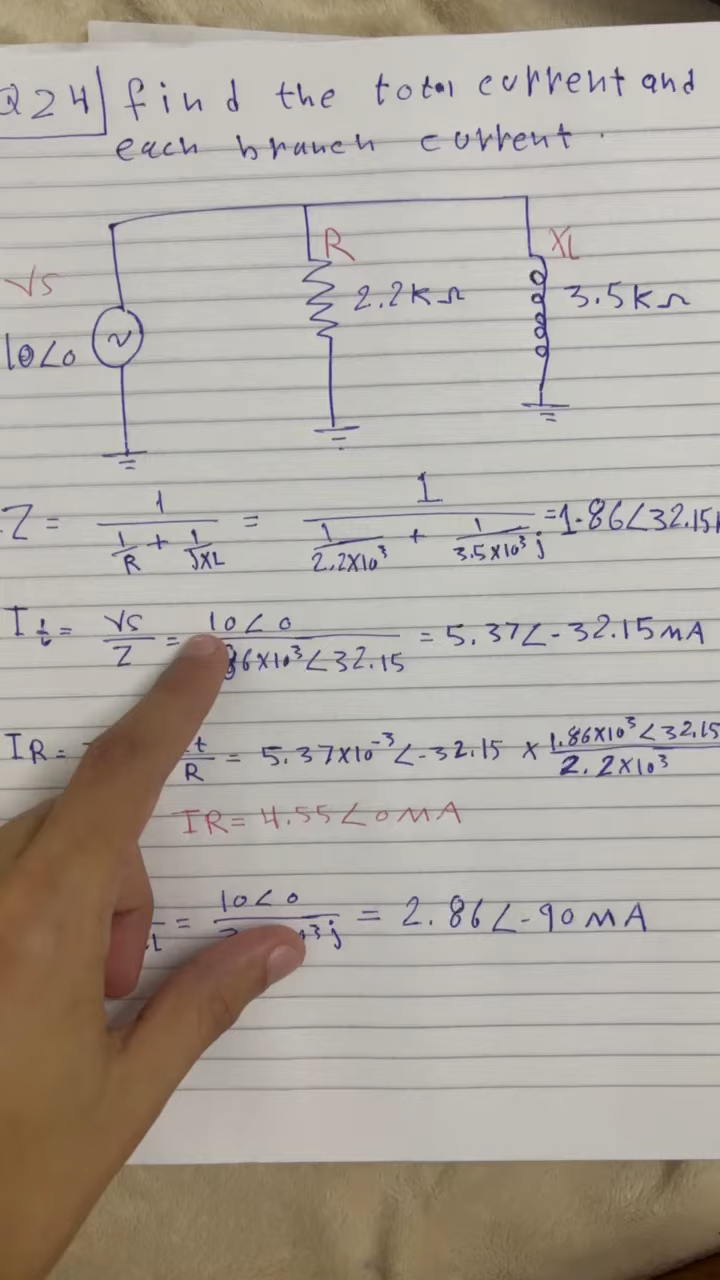 Q24 find the total current and
each branch current.
R XL
VS 2.2KΩ 3.5KΩ
10∠0 ~
Z = 1 / (1/R + 1/JXL) = 1 / (1/2.2X10³ + 1/3.5X10³j) = 1.86∠32.15
It = VS/Z = 10∠0 / 86X10³∠32.15 = 5.37∠-32.15 MA
IR = t/R = 5.37X10⁻³∠-32.15 X 1.86X10³∠32.15 / 2.2X10³
IR = 4.55∠0 MA
L = 10∠0 / ³j = 2.86∠-90 MA